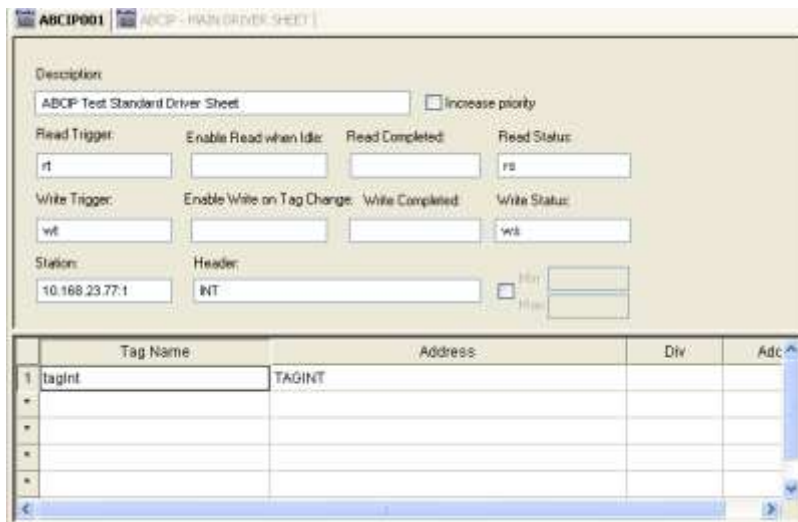 ABCIP001 ABCIP - MAIN DRIVER SHEET
Description:
ABCIP Test Standard Driver Sheet Increase priority
Read Trigger: Enable Read when Idle: Read Completed: Read Status:
rt rs
Write Trigger: Enable Write on Tag Change: Write Completed: Write Status:
wt ws
Station: Header:
Min:
10.168.23.77:1 INT
Max:
Tag Name Address Div Add
1 tagInt TAGINT
*
*
*
*